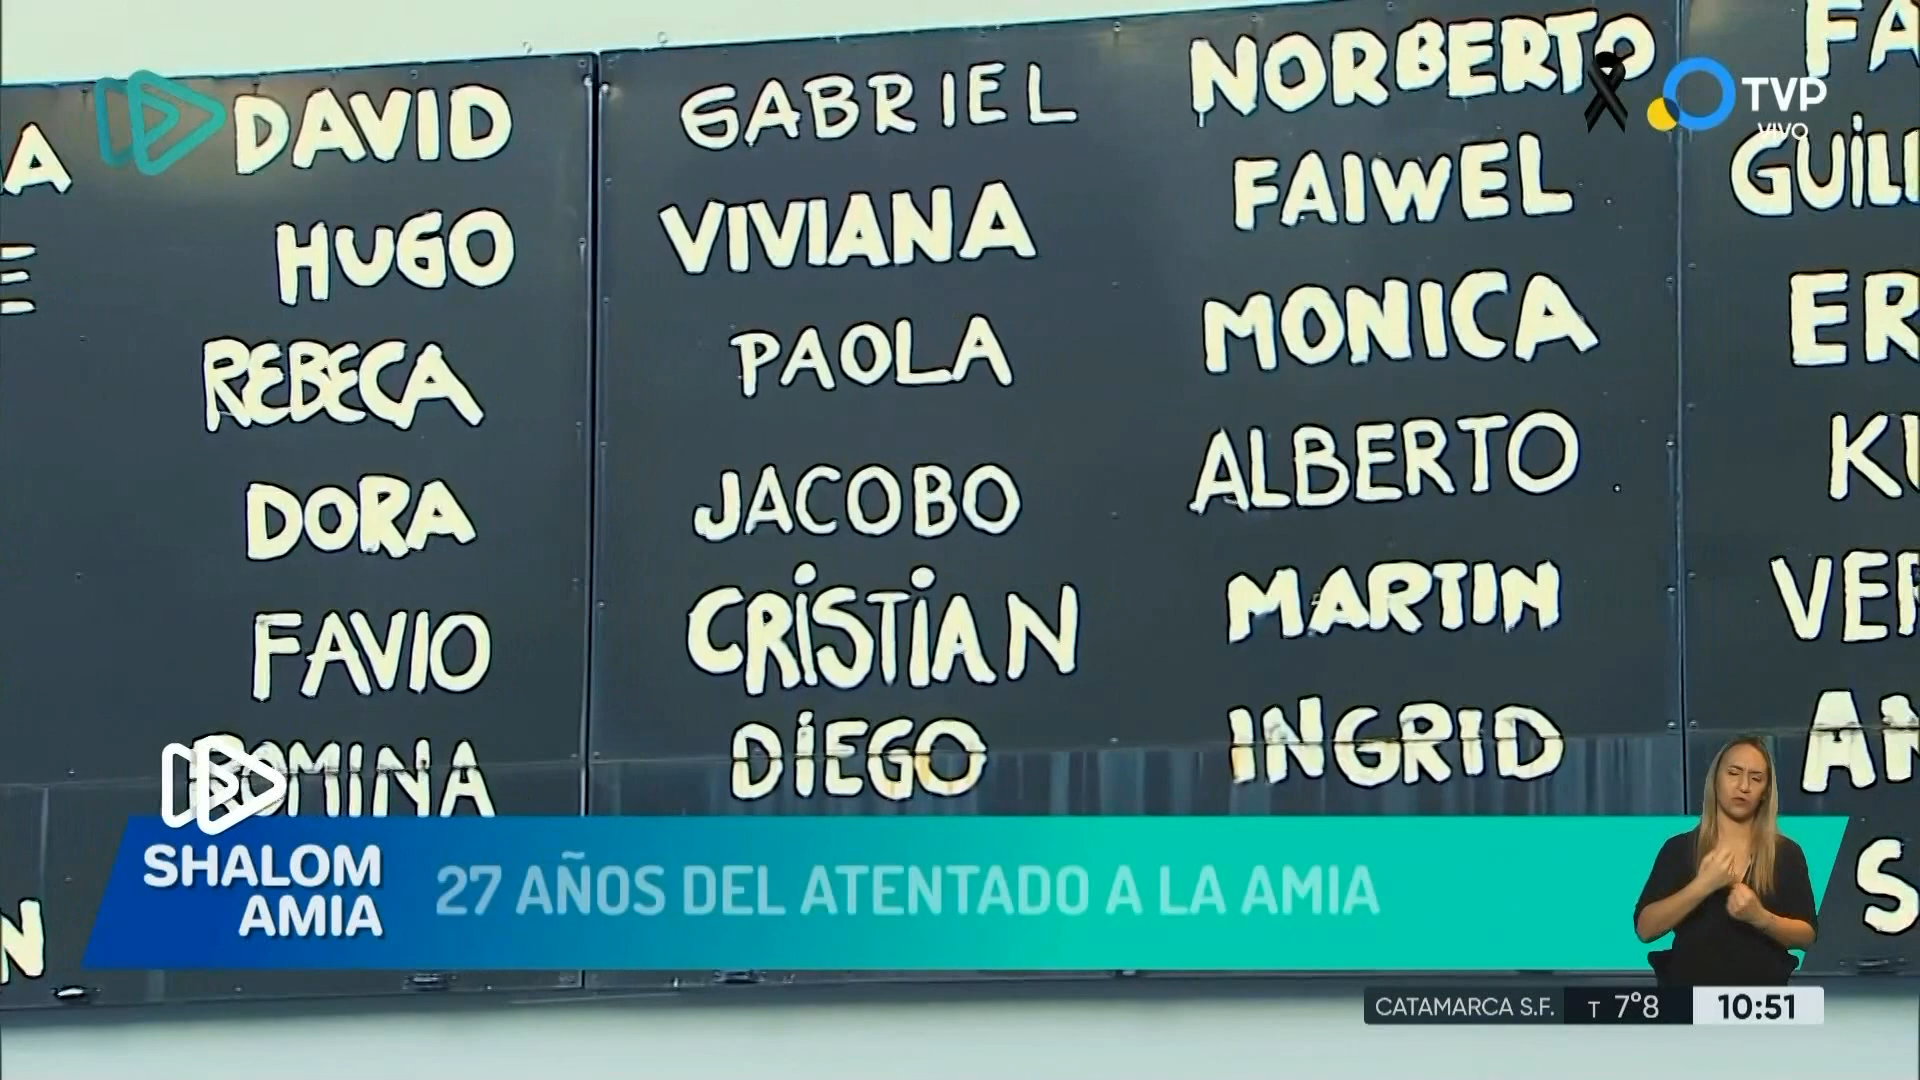 DAVID
HUGO
REBECA
DORA
FAVIO
ROMINA
GABRIEL
VIVIANA
PAOLA
JACOBO
CRISTIAN
DIEGO
NORBERTO
FAIWEL
MONICA
ALBERTO
MARTIN
INGRID
TVP
VIVO
SHALOM
AMIA
27 AÑOS DEL ATENTADO A LA AMIA
CATAMARCA S.F. T 7°8 10:51